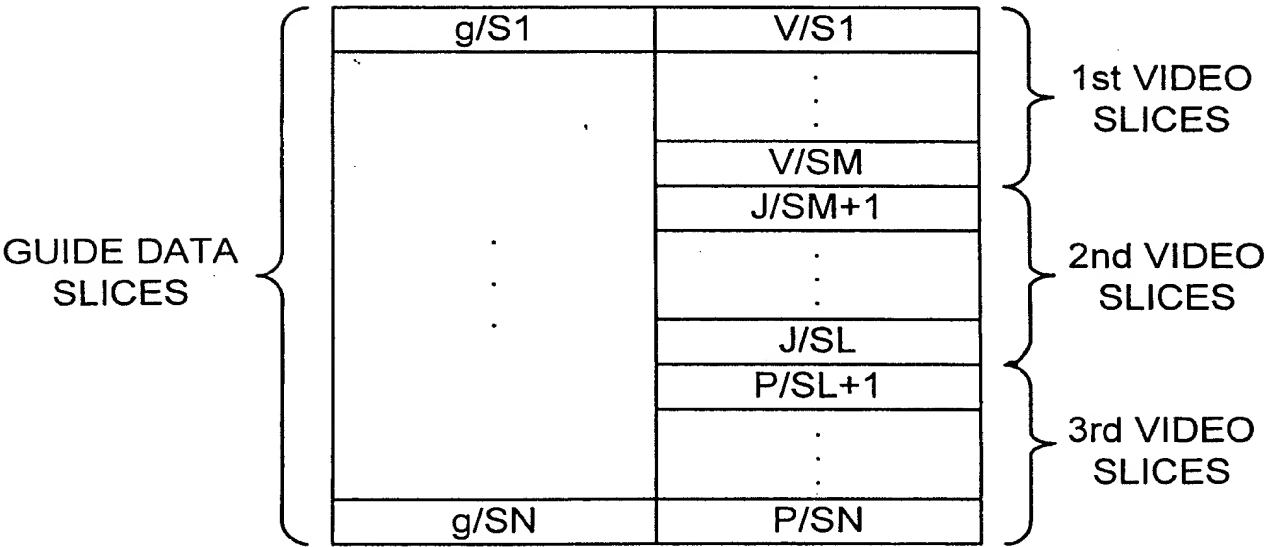 g/S1 V/S1
1st VIDEO
SLICES
V/SM
J/SM+1
GUIDE DATA
SLICES
2nd VIDEO
SLICES
J/SL
P/SL+1
3rd VIDEO
SLICES
g/SN P/SN